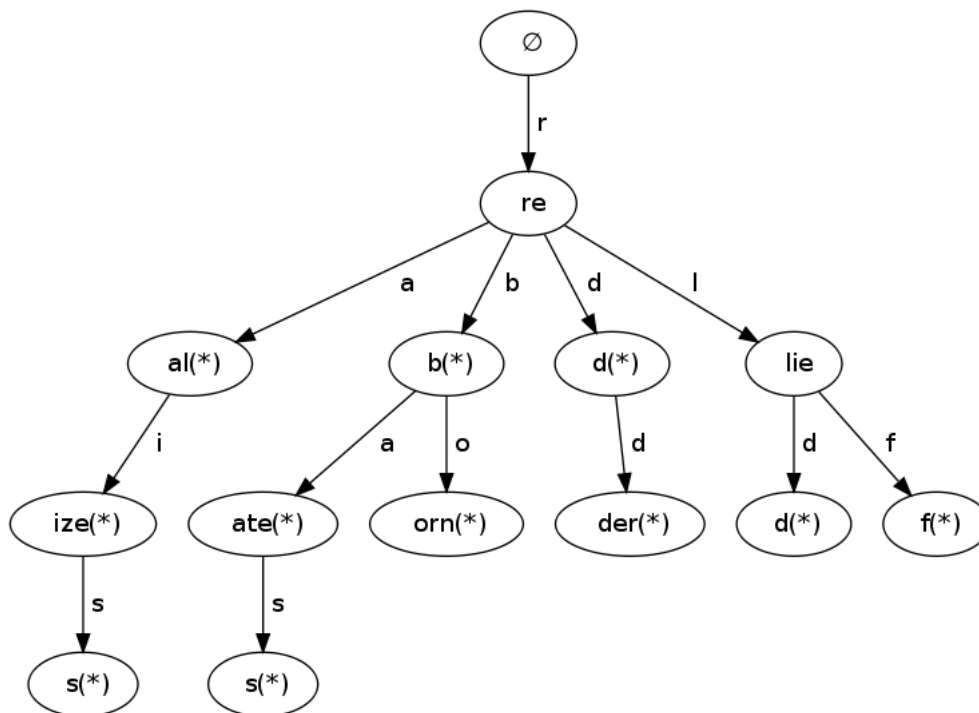 ∅
r
re
a b d l
al(*) b(*) d(*) lie
i a o d d f
ize(*) ate(*) orn(*) der(*) d(*) f(*)
s s
s(*) s(*)